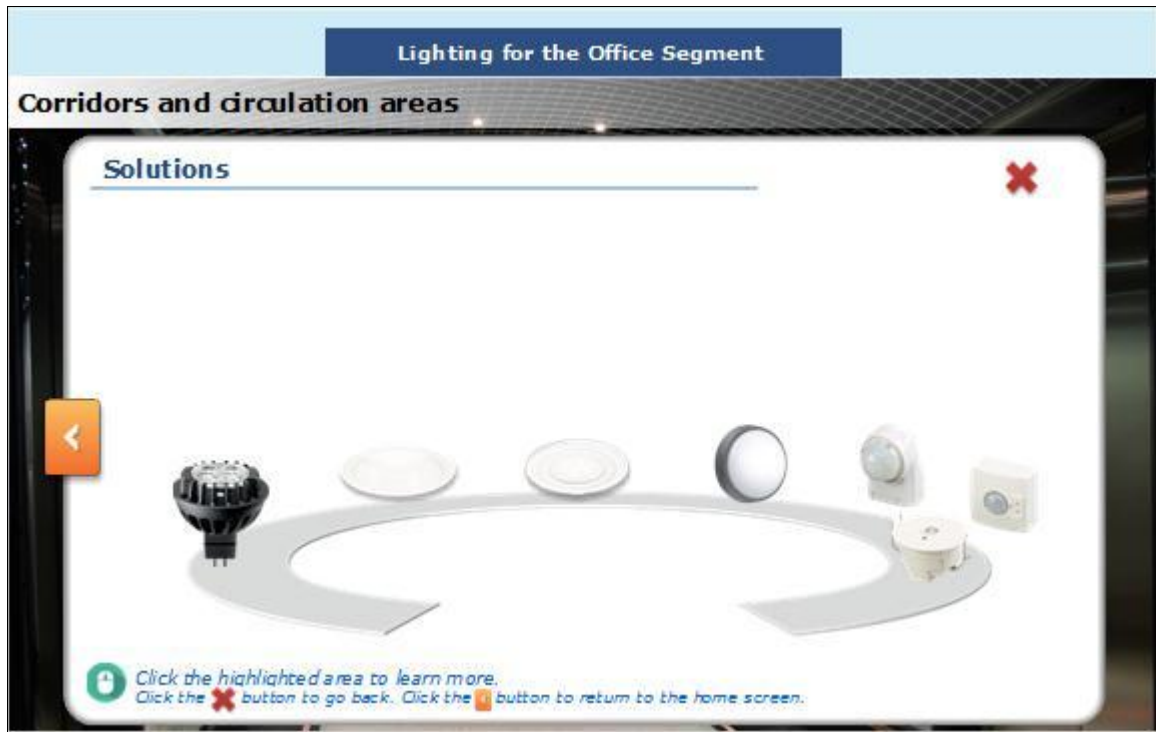 Lighting for the Office Segment
Corridors and circulation areas
Solutions
Click the highlighted area to learn more.
Click the button to go back. Click the button to return to the home screen.